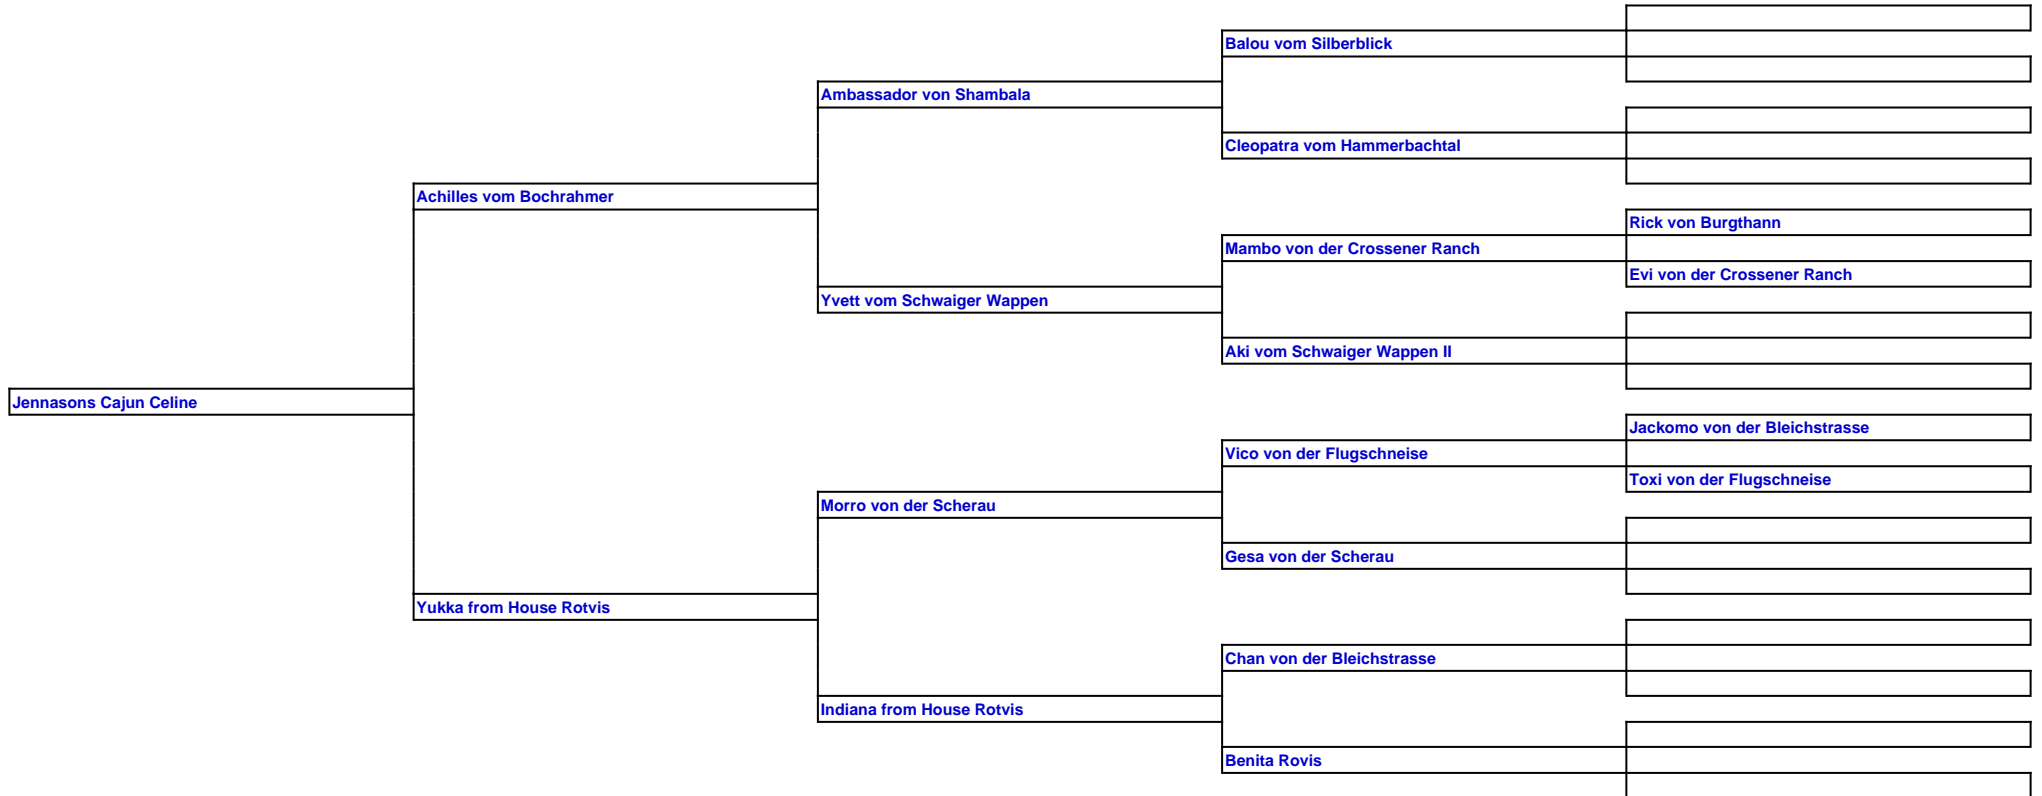 Balou vom Silberblick
Ambassador von Shambala
Cleopatra vom Hammerbachtal
Achilles vom Bochrahmer
Rick von Burgthann
Mambo von der Crossener Ranch
Evi von der Crossener Ranch
Yvett vom Schwaiger Wappen
Aki vom Schwaiger Wappen II
Jennasons Cajun Celine
Jackomo von der Bleichstrasse
Vico von der Flugschneise
Toxi von der Flugschneise
Morro von der Scherau
Gesa von der Scherau
Yukka from House Rotvis
Chan von der Bleichstrasse
Indiana from House Rotvis
Benita Rovis